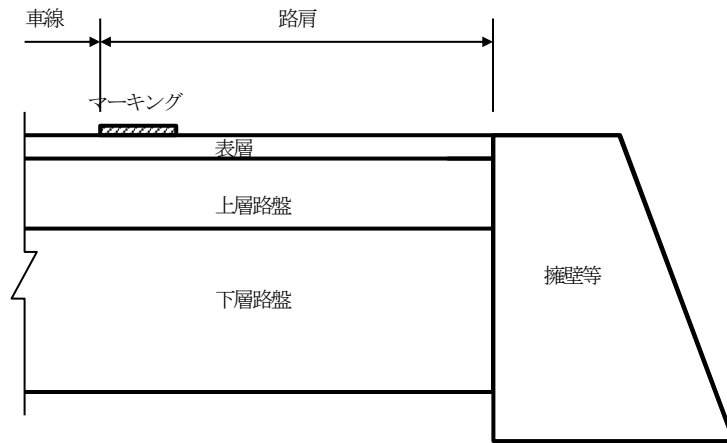 車線
路肩
マーキング
表層
上層路盤
下層路盤
擁壁等